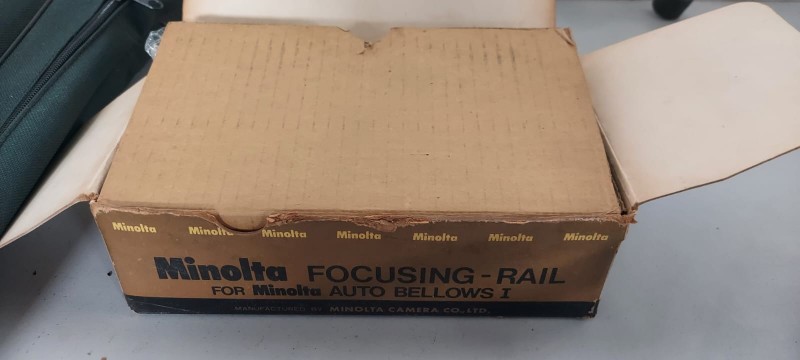 Minolta Minolta Minolta Minolta Minolta Minolta Minolta
Minolta FOCUSING-RAIL
FOR Minolta AUTO BELLOWS I
MANUFACTURED BY MINOLTA CAMERA CO., LTD.